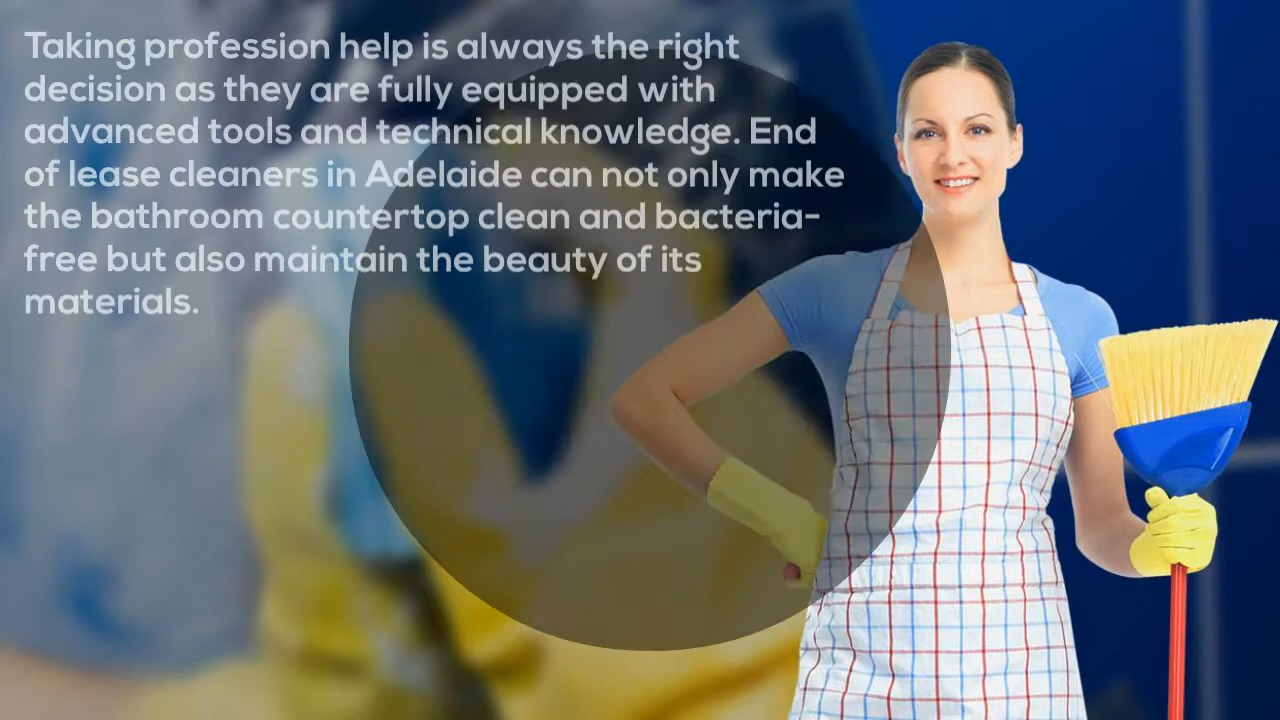 Taking profession help is always the right
decision as they are fully equipped with
advanced tools and technical knowledge. End
of lease cleaners in Adelaide can not only make
the bathroom countertop clean and bacteria-
free but also maintain the beauty of its
materials.